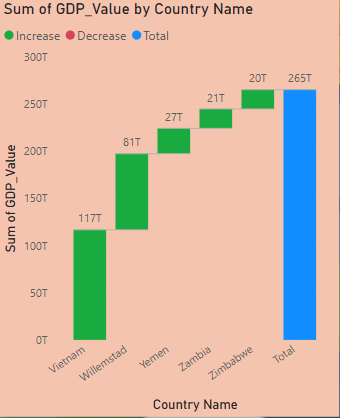 Sum of GDP_Value by Country Name
Increase Decrease Total
300T
250T
200T
150T
100T
50T
0T
Sum of GDP_Value
117T
81T
27T
21T
20T
265T
Vietnam
Willemstad
Yemen
Zambia
Zimbabwe
Total
Country Name